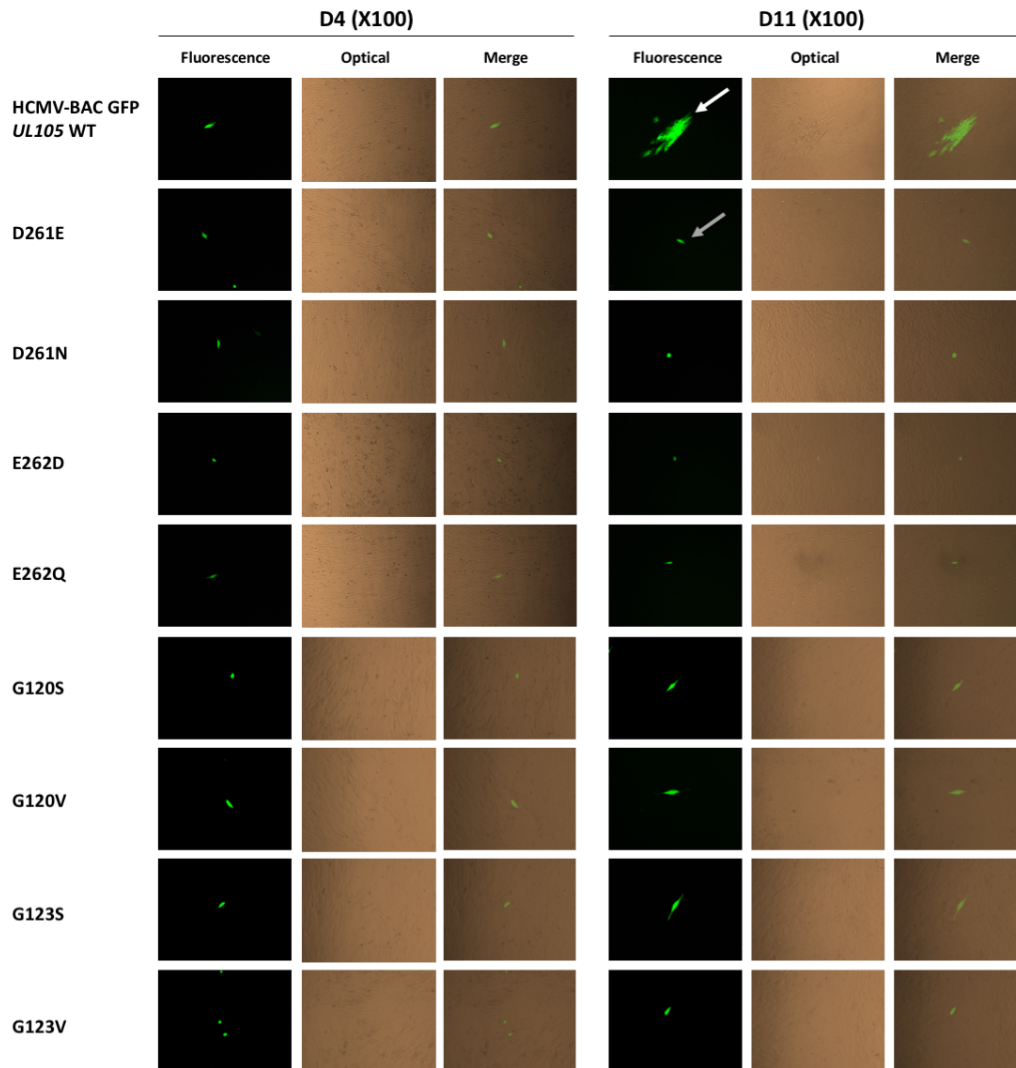 D4 (X100)
D11 (X100)
Fluorescence
Optical
Merge
Fluorescence
Optical
Merge
HCMV-BAC GFP
UL105 WT
D261E
D261N
E262D
E262Q
G120S
G120V
G123S
G123V